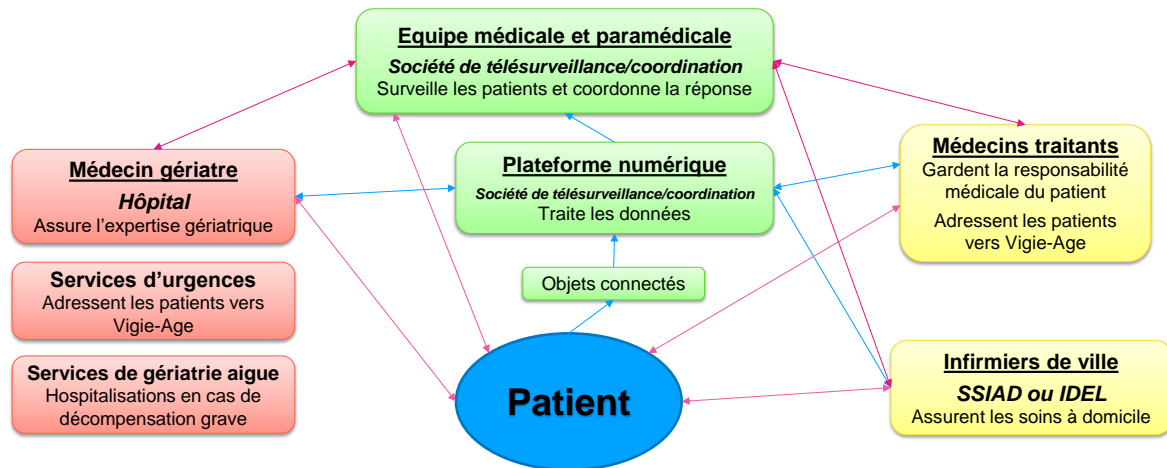 Equipe médicale et paramédicale
Société de télésurveillance/coordination
Surveille les patients et coordonne la réponse
Médecin gériatre
Hôpital
Assure l'expertise gériatrique
Plateforme numérique
Société de télésurveillance/coordination
Traite les données
Médecins traitants
Gardent la responsabilité
médicale du patient
Adressent les patients
vers Vigie-Age
Services d'urgences
Adressent les patients vers
Vigie-Age
Objets connectés
Services de gériatrie aigue
Hospitalisations en cas de
décompensation grave
Patient
Infirmiers de ville
SSIAD ou IDEL
Assurent les soins à domicile